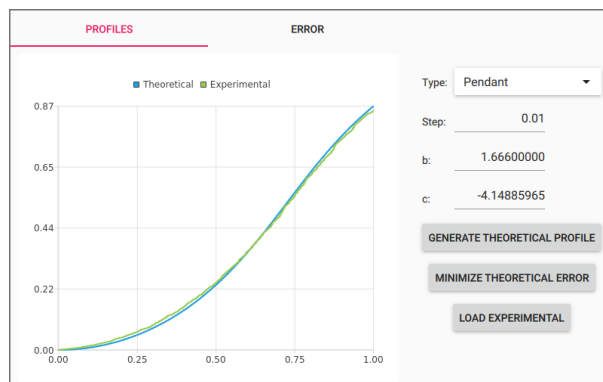 PROFILES ERROR
Theoretical Experimental
0.87
0.65
0.44
0.22
0.00
0.00 0.25 0.50 0.75 1.00
Type: Pendant
Step: 0.01
b: 1.66600000
c: -4.14885965
GENERATE THEORETICAL PROFILE
MINIMIZE THEORETICAL ERROR
LOAD EXPERIMENTAL